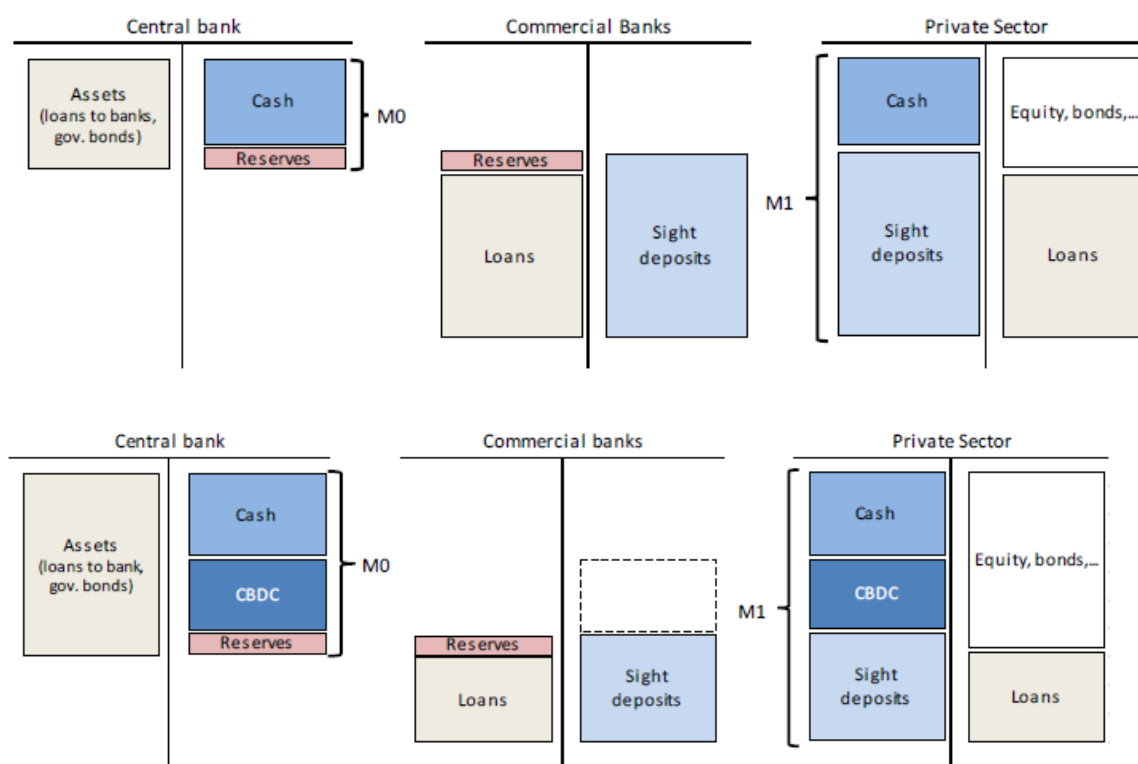 Central bank
Commercial Banks
Private Sector
Assets
(loans to banks,
gov. bonds)
Cash
Reserves
M0
Reserves
Loans
Sight
deposits
M1
Cash
Sight
deposits
Equity, bonds,...
Loans
Central bank
Commercial banks
Private Sector
Assets
(loans to bank,
gov. bonds)
Cash
CBDC
Reserves
M0
Reserves
Loans
Sight
deposits
M1
Cash
CBDC
Sight
deposits
Equity, bonds,...
Loans